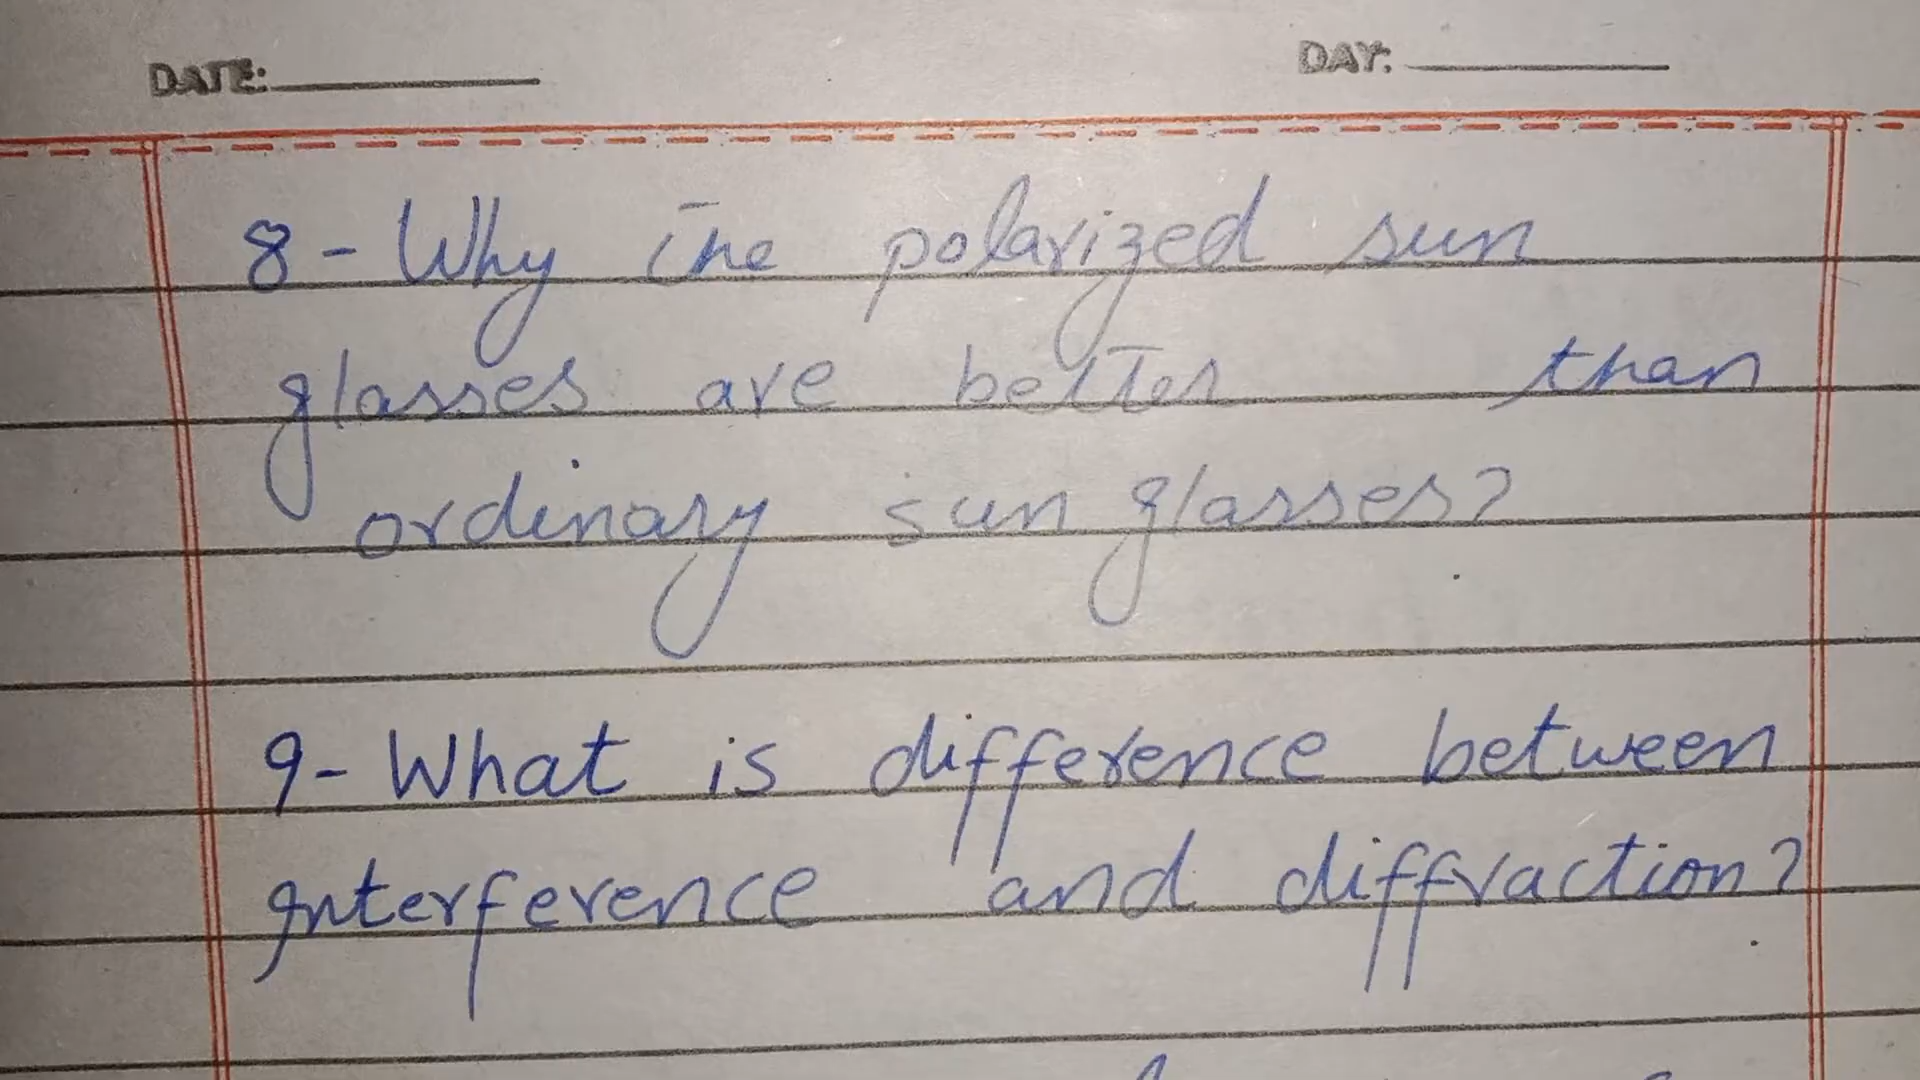 DATE: DAY:
8- Why the polarized sun
glasses are better than
ordinary sun glasses?
9- What is difference between
Interference and diffraction?